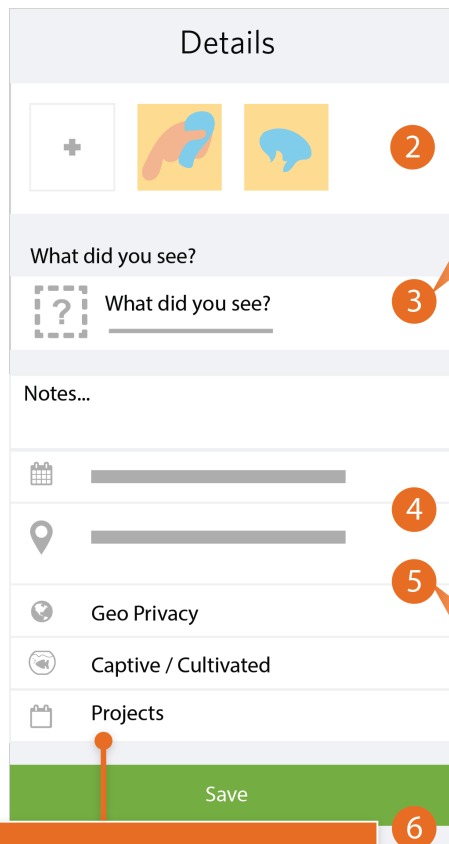 Details
2
What did you see?
? What did you see?
3
Notes...
4
5
Geo Privacy
Captive / Cultivated
Projects
Save
6